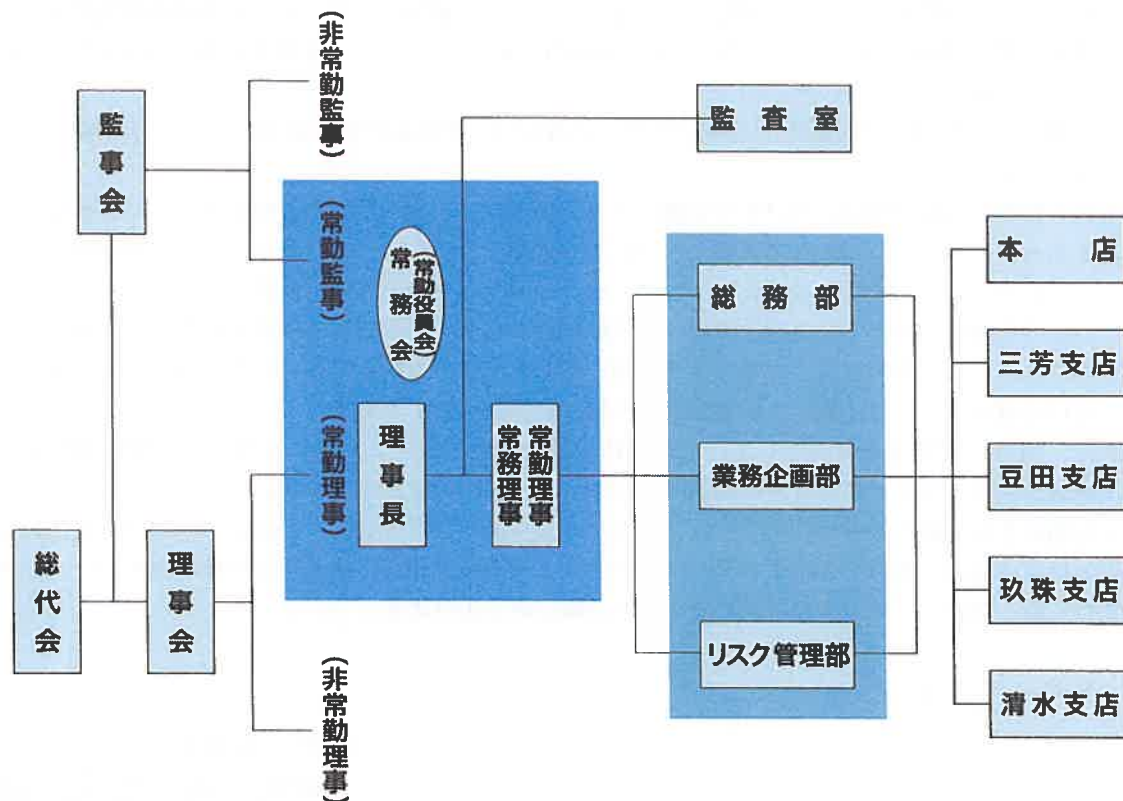 総代会
監事会
理事会
(非常勤監事)
(常勤監事)
(常勤理事)
(非常勤理事)
常務会
(常勤役員会)
理事長
常勤理事
常務理事
監査室
総務部
業務企画部
リスク管理部
本店
三芳支店
豆田支店
玖珠支店
清水支店